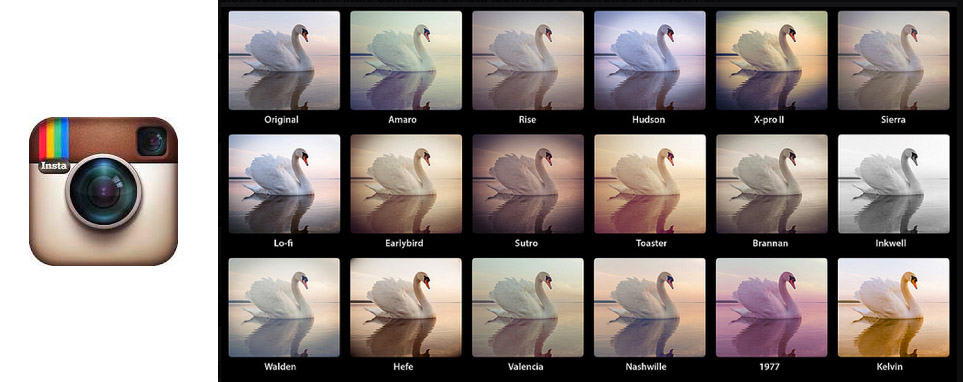 Insta
Original Amaro Rise Hudson X-pro II Sierra
Lo-fi Earlybird Sutro Toaster Brannan Inkwell
Walden Hefe Valencia Nashwille 1977 Kelvin